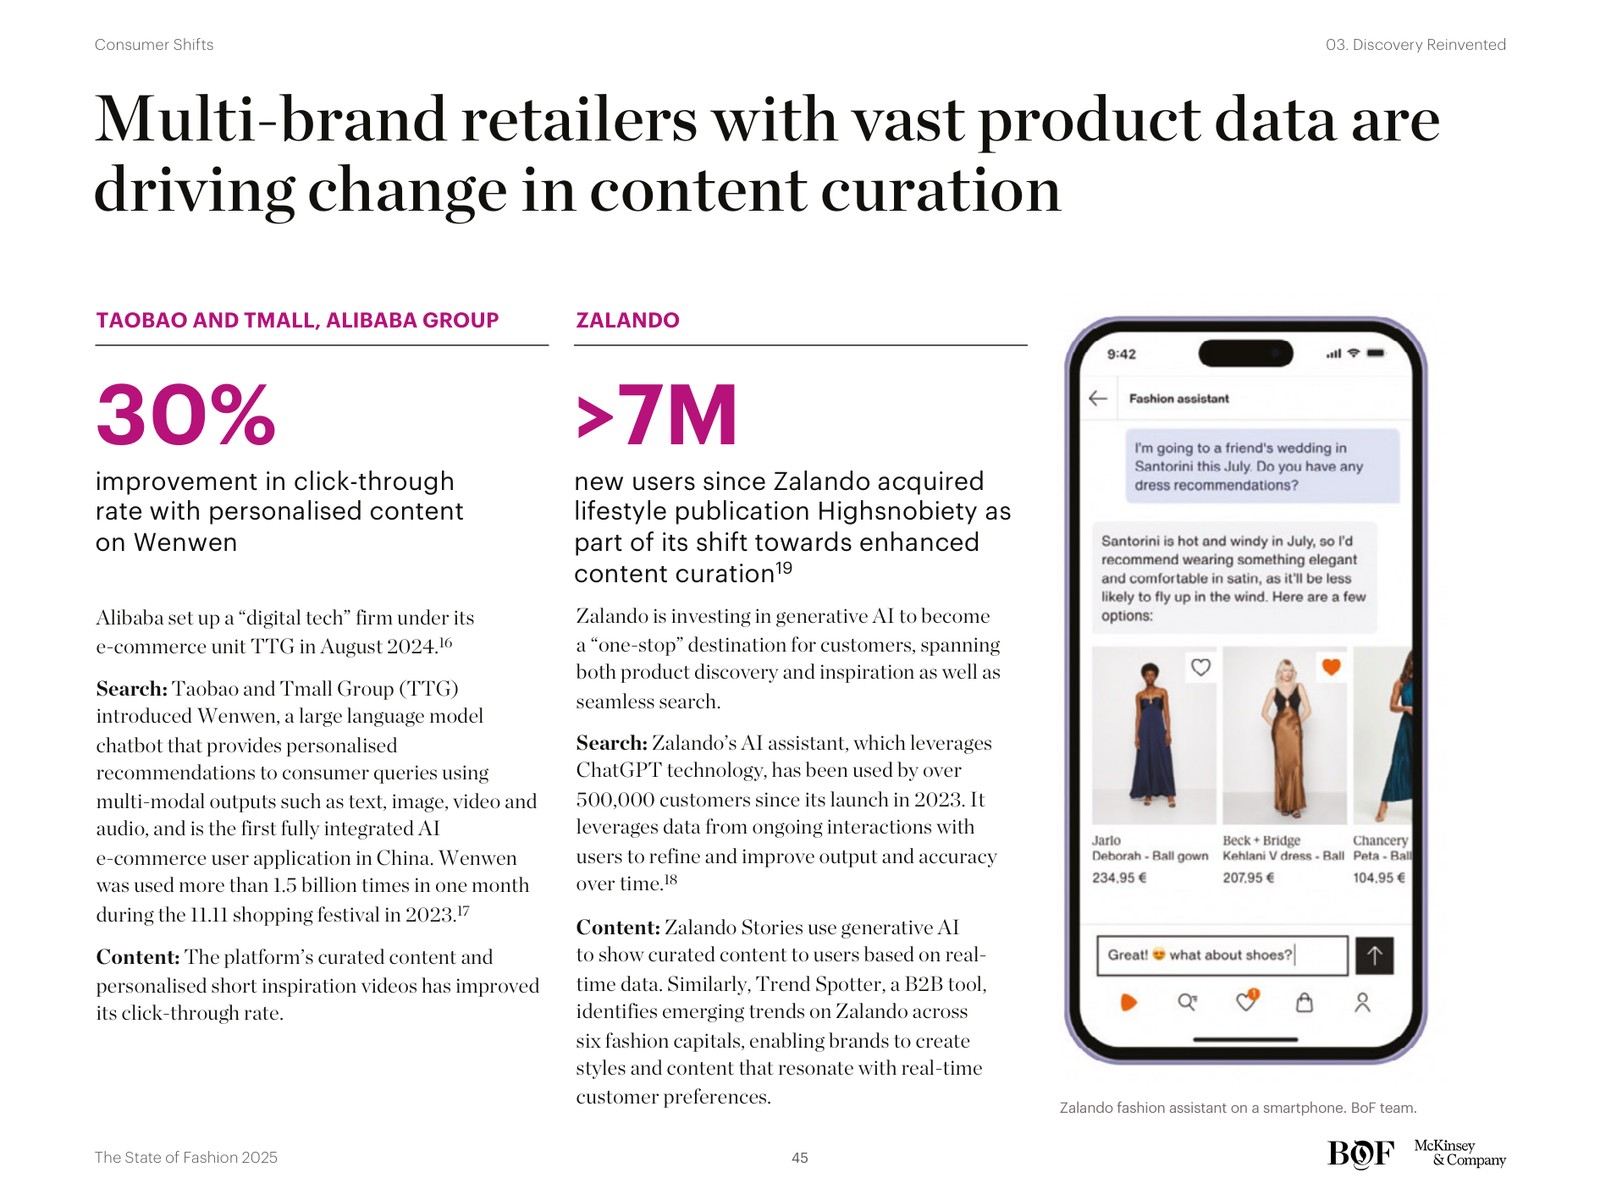 Consumer Shifts
03. Discovery Reinvented
Multi-brand retailers with vast product data are
driving change in content curation
TAOBAO AND TMALL, ALIBABA GROUP
30%
improvement in click-through
rate with personalised content
on Wenwen
Alibaba set up a “digital tech” firm under its
e-commerce unit TTG in August 2024.16
Search: Taobao and Tmall Group (TTG)
introduced Wenwen, a large language model
chatbot that provides personalised
recommendations to consumer queries using
multi-modal outputs such as text, image, video and
audio, and is the first fully integrated AI
e-commerce user application in China. Wenwen
was used more than 1.5 billion times in one month
during the 11.11 shopping festival in 2023.17
Content: The platform’s curated content and
personalised short inspiration videos has improved
its click-through rate.
ZALANDO
>7M
new users since Zalando acquired
lifestyle publication Highsnobiety as
part of its shift towards enhanced
content curation19
Zalando is investing in generative AI to become
a “one-stop” destination for customers, spanning
both product discovery and inspiration as well as
seamless search.
Search: Zalando’s AI assistant, which leverages
ChatGPT technology, has been used by over
500,000 customers since its launch in 2023. It
leverages data from ongoing interactions with
users to refine and improve output and accuracy
over time.18
Content: Zalando Stories use generative AI
to show curated content to users based on real-
time data. Similarly, Trend Spotter, a B2B tool,
identifies emerging trends on Zalando across
six fashion capitals, enabling brands to create
styles and content that resonate with real-time
customer preferences.
9:42
Fashion assistant
I'm going to a friend's wedding in
Santorini this July. Do you have any
dress recommendations?
Santorini is hot and windy in July, so I'd
recommend wearing something elegant
and comfortable in satin, as it'll be less
likely to fly up in the wind. Here are a few
options:
Jarlo
Deborah - Ball gown
234,95 €
Beck + Bridge
Kehlani V dress - Ball
207,95 €
Chancery
Peta - Ball
104,95 €
Great! 😍 what about shoes?
1
Zalando fashion assistant on a smartphone. BoF team.
The State of Fashion 2025
45
BOF
McKinsey
& Company